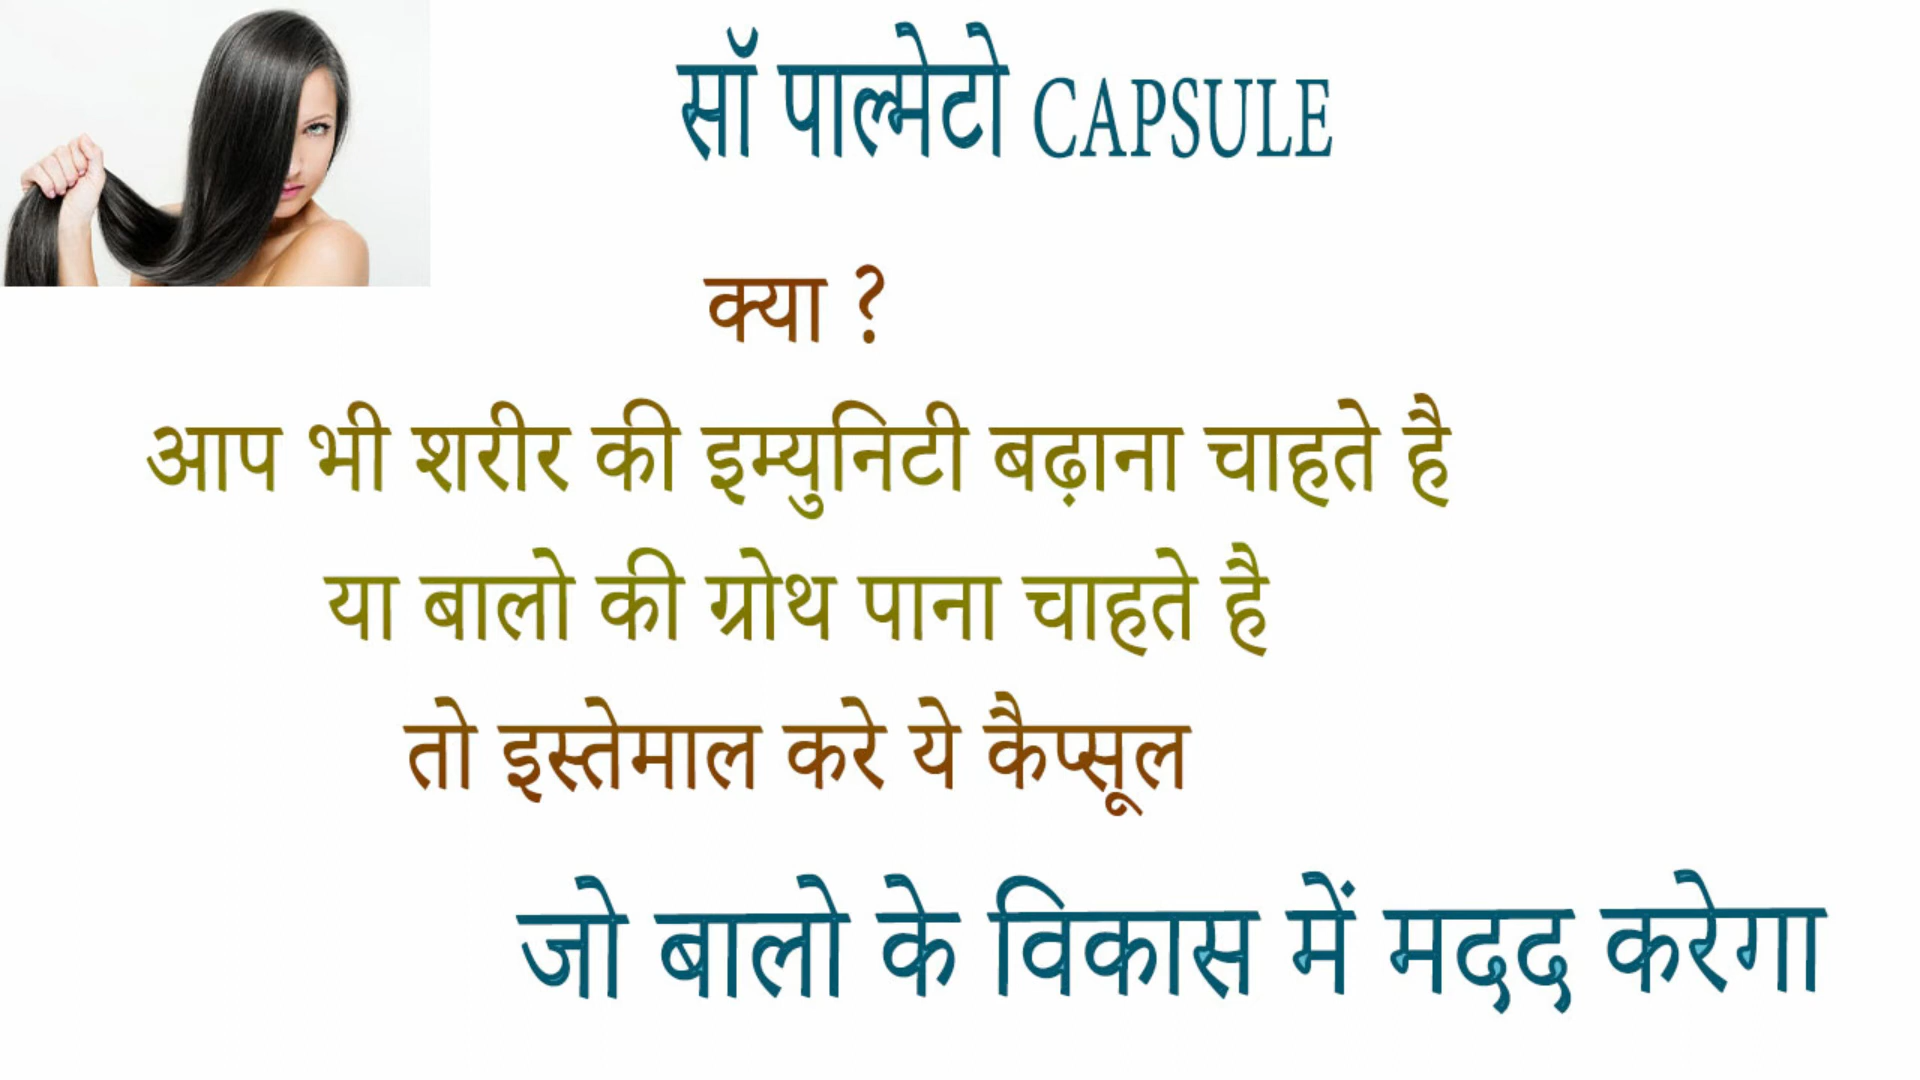 सॉ पाल्मेटो CAPSULE
क्या ?
आप भी शरीर की इम्युनिटी बढ़ाना चाहते है
या बालो की ग्रोथ पाना चाहते है
तो इस्तेमाल करे ये कैप्सूल
जो बालो के विकास में मदद करेगा